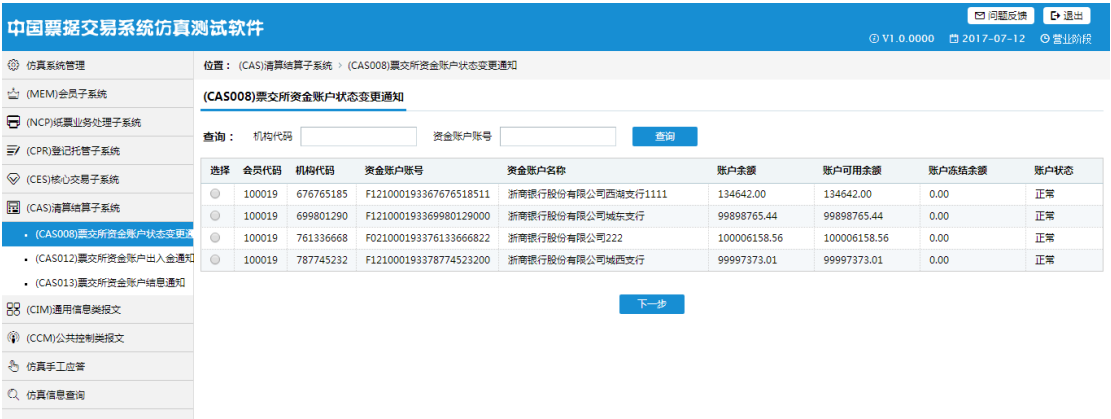 问题反馈 退出
中国票据交易系统仿真测试软件
V1.0.0000 2017-07-12 营业阶段
仿真系统管理
(MEM)会员子系统
(NCP)纸票业务处理子系统
(CPR)登记托管子系统
(CES)核心交易子系统
(CAS)清算结算子系统
(CAS008)票交所资金账户状态变更通
(CAS012)票交所资金账户出入金通知
(CAS013)票交所资金账户结息通知
(CIM)通用信息类报文
(CCM)公共控制类报文
仿真手工应答
仿真信息查询
位置： (CAS)清算结算子系统 > (CAS008)票交所资金账户状态变更通知
(CAS008)票交所资金账户状态变更通知
查询： 机构代码 资金账户账号 查询
选择 会员代码 机构代码 资金账户账号 资金账户名称 账户余额 账户可用余额 账户冻结余额 账户状态
100019 676765185 F121000193367676518511 浙商银行股份有限公司西湖支行1111 134642.00 134642.00 0.00 正常
100019 699801290 F121000193369980129000 浙商银行股份有限公司城东支行 99898765.44 99898765.44 0.00 正常
100019 761336668 F021000193376133666822 浙商银行股份有限公司222 100006158.56 100006158.56 0.00 正常
100019 787745232 F121000193378774523200 浙商银行股份有限公司城西支行 99997373.01 99997373.01 0.00 正常
下一步